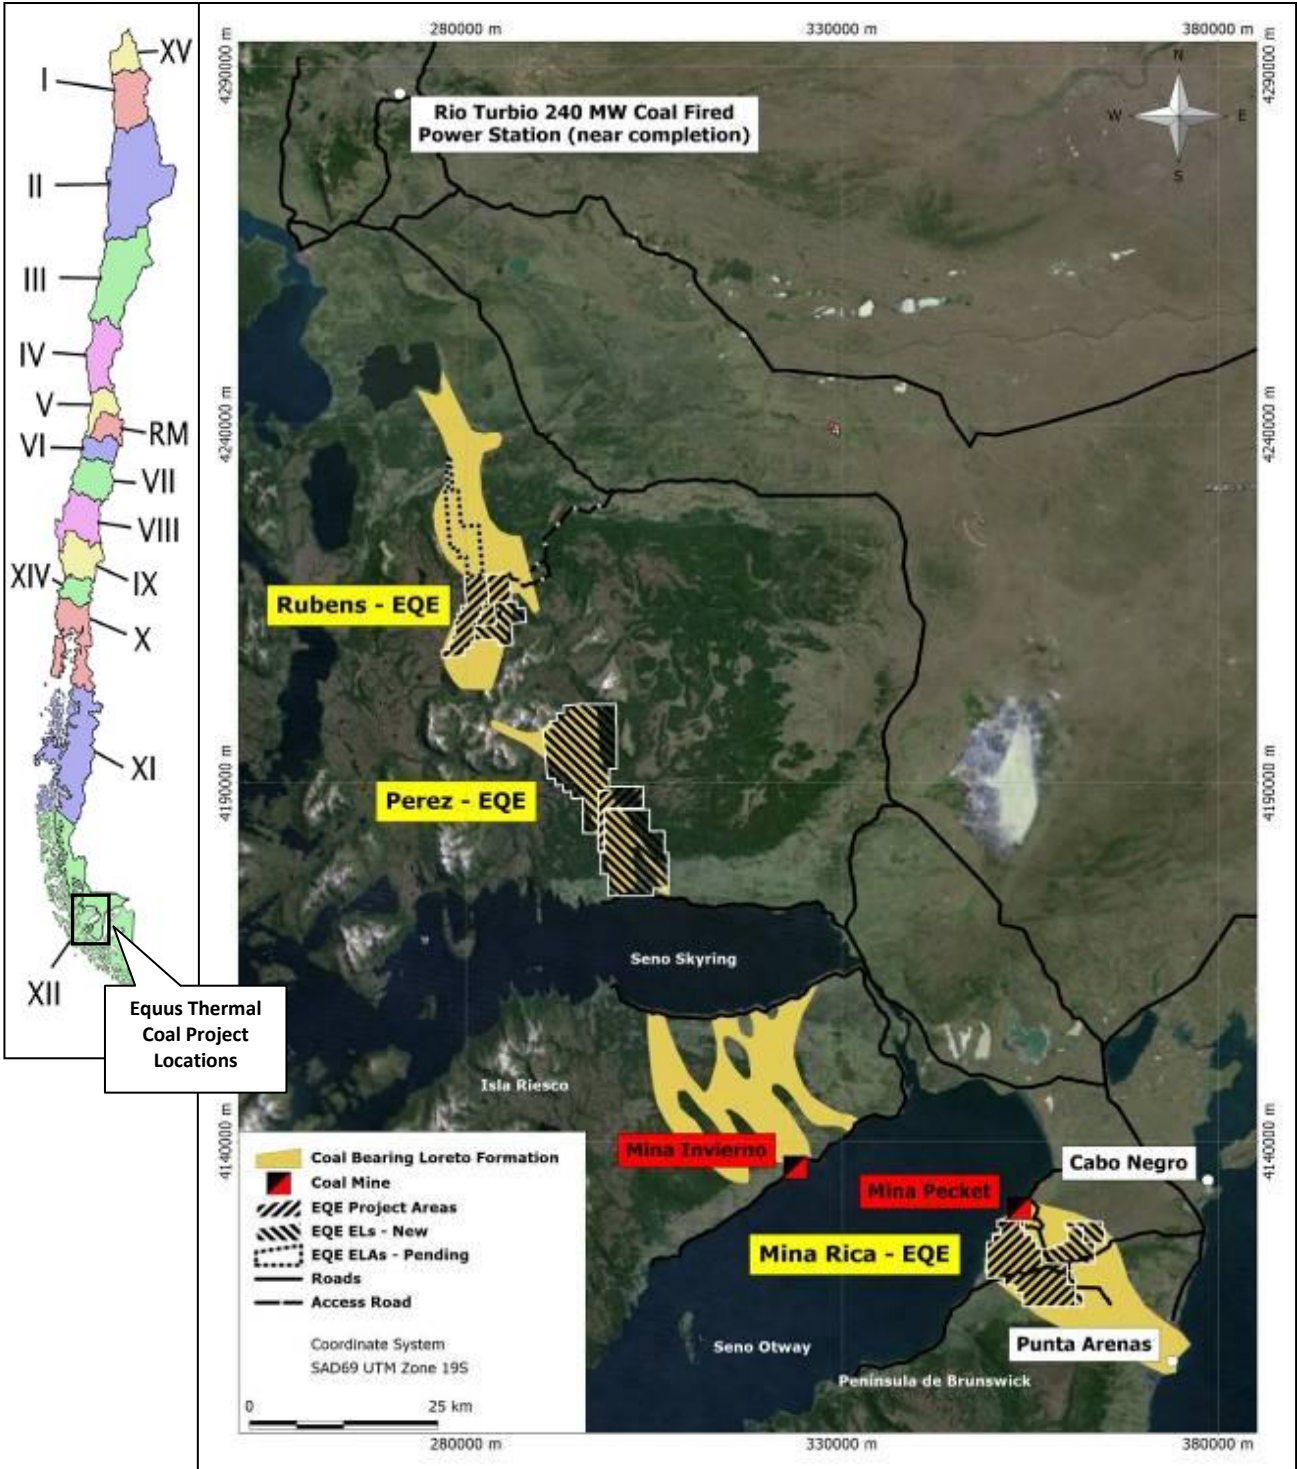 XV
I
II
III
IV
V
RM
VI
VII
VIII
IX
XIV
X
XI
XII
Equus Thermal
Coal Project
Locations
280000 m
330000 m
380000 m
4290000 m
4290000 m
N
W
E
S
Rio Turbio 240 MW Coal Fired
Power Station (near completion)
4240000 m
4240000 m
Rubens - EQE
Perez - EQE
4190000 m
4190000 m
Seno Skyring
Isla Riesco
Mina Invierno
Mina Pecket
Cabo Negro
Mina Rica - EQE
Punta Arenas
Seno Otway
Peninsula de Brunswick
4140000 m
4140000 m
Coal Bearing Loreto Formation
Coal Mine
EQE Project Areas
EQE ELs - New
EQE ELAs - Pending
Roads
Access Road
Coordinate System
SAD69 UTM Zone 19S
0
25 km
280000 m
330000 m
380000 m